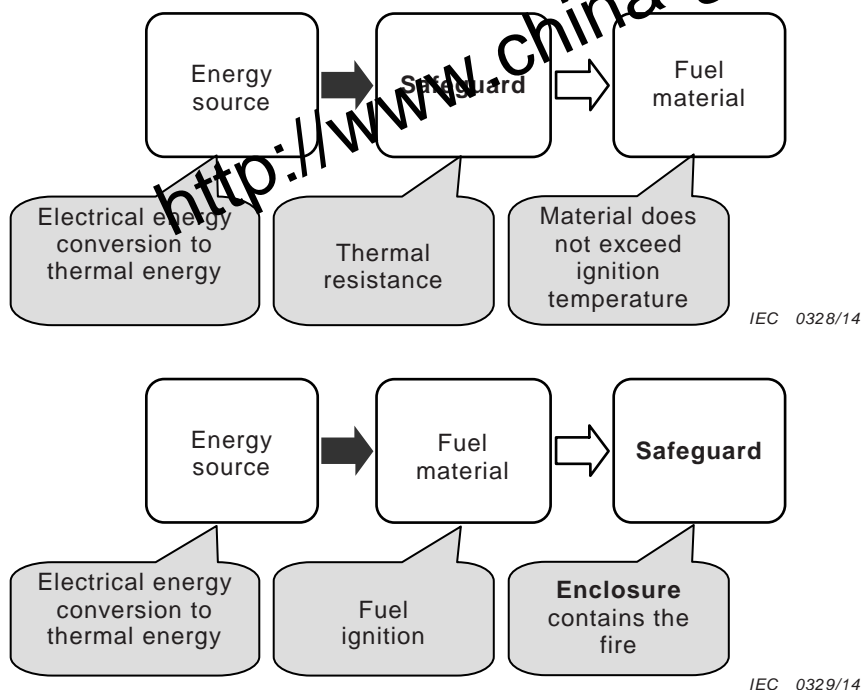 http://www.china-
Energy
source
Safeguard
Fuel
material
Electrical energy
conversion to
thermal energy
Thermal
resistance
Material does
not exceed
ignition
temperature
IEC 0328/14
Energy
source
Fuel
material
Safeguard
Electrical energy
conversion to
thermal energy
Fuel
ignition
Enclosure
contains the
fire
IEC 0329/14